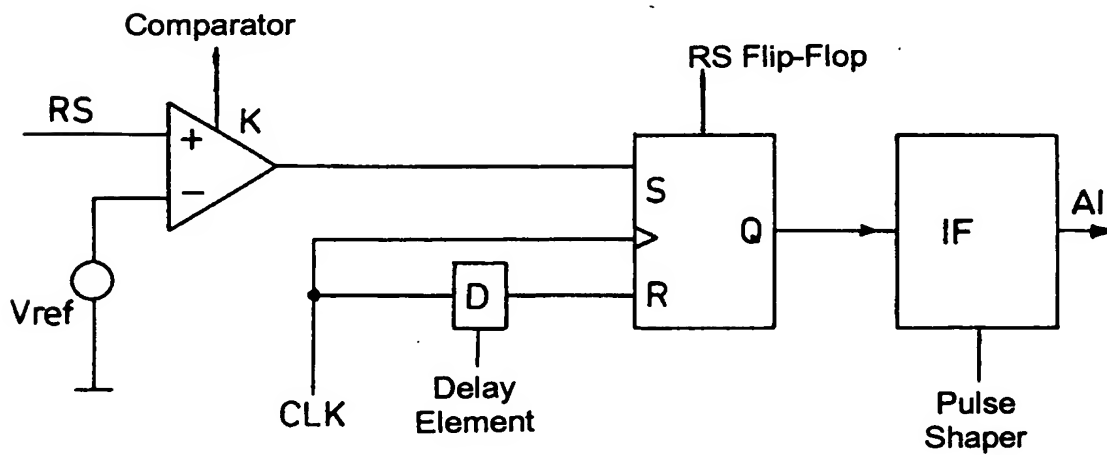 Comparator
RS Flip-Flop
RS
K
+
−
S
Q
IF
AI
Vref
D
R
CLK
Delay
Element
Pulse
Shaper